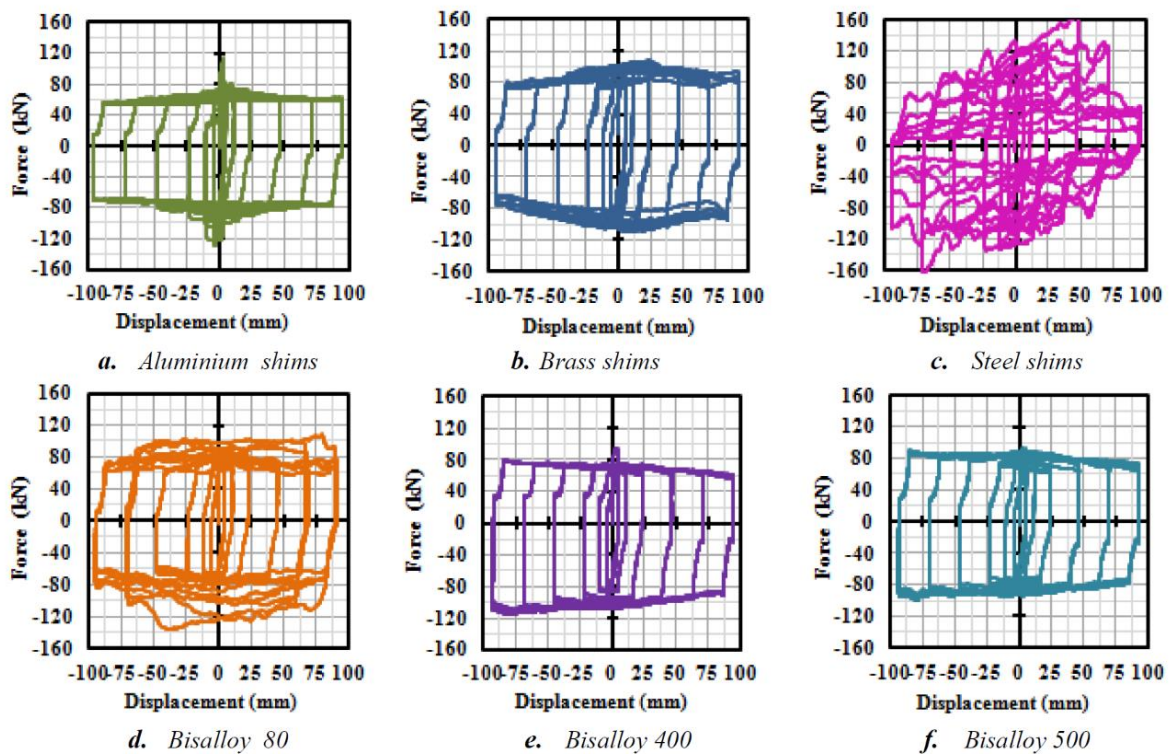 160
120
80
40
0
-40
-80
-120
-160
Force (kN)
-100-75-50-25 0 25 50 75 100
Displacement (mm)
a. Aluminium shims
160
120
80
40
0
-40
-80
-120
-160
Force (kN)
-100-75-50-25 0 25 50 75 100
Displacement (mm)
b. Brass shims
160
120
80
40
0
-40
-80
-120
-160
Force (kN)
-100-75-50-25 0 25 50 75 100
Displacement (mm)
c. Steel shims
160
120
80
40
0
-40
-80
-120
-160
Force (kN)
-100-75-50-25 0 25 50 75 100
Displacement (mm)
d. Bisalloy 80
160
120
80
40
0
-40
-80
-120
-160
Force (kN)
-100-75-50-25 0 25 50 75 100
Displacement (mm)
e. Bisalloy 400
160
120
80
40
0
-40
-80
-120
-160
Force (kN)
-100-75-50-25 0 25 50 75 100
Displacement (mm)
f. Bisalloy 500